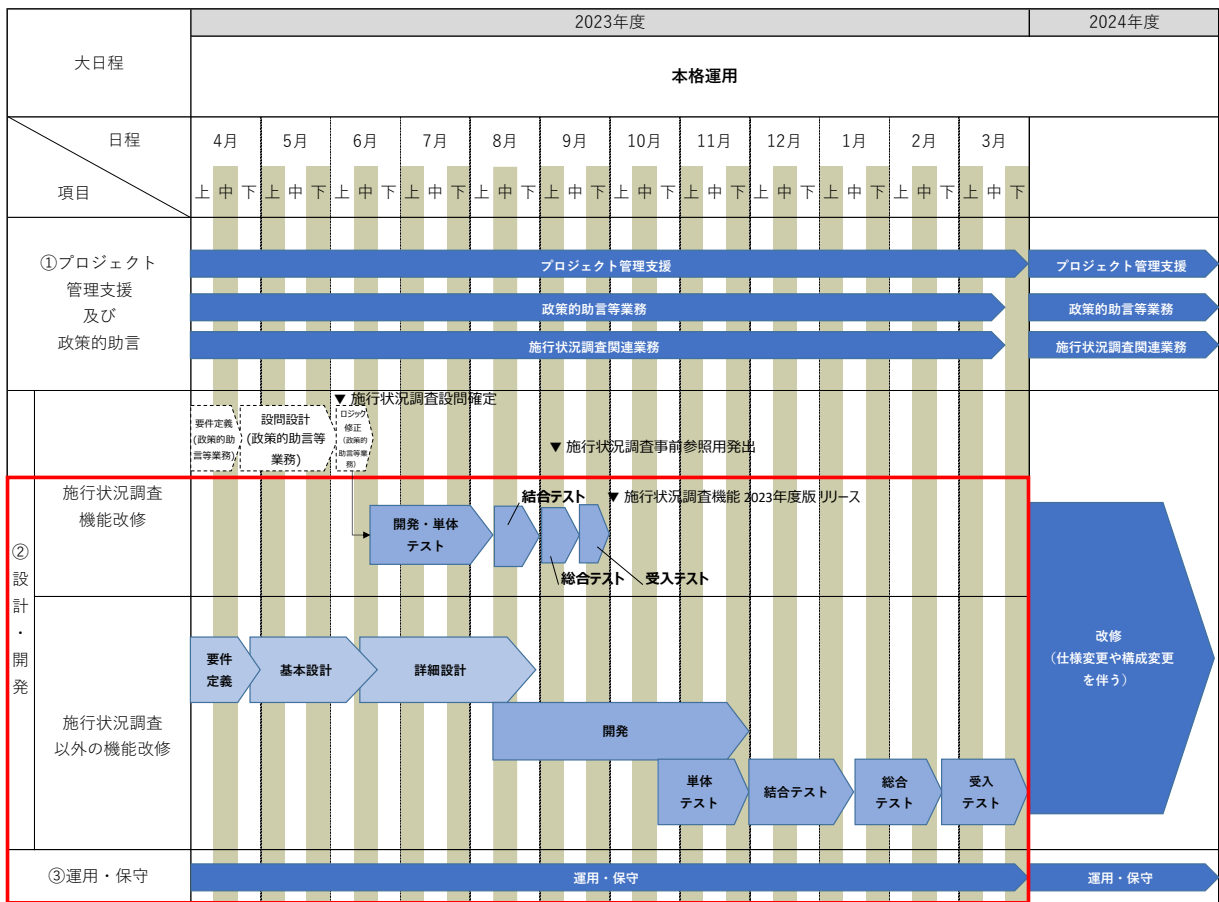 2023年度
2024年度
大日程
本格運用
日程
項目
4月 5月 6月 7月 8月 9月 10月 11月 12月 1月 2月 3月
上 中 下 上 中 下 上 中 下 上 中 下 上 中 下 上 中 下 上 中 下 上 中 下 上 中 下 上 中 下 上 中 下 上 中 下
①プロジェクト
管理支援
及び
政策的助言
プロジェクト管理支援
プロジェクト管理支援
政策的助言等業務
政策的助言等業務
施行状況調査関連業務
施行状況調査関連業務
▼ 施行状況調査設問確定
要件定義
(政策的助
言等業務)
設問設計
(政策的助言等
業務)
ロジック
修正
(政策的
助言等業
務)
▼ 施行状況調査事前参照用発出
②
設
計
・
開
発
施行状況調査
機能改修
結合テスト
▼ 施行状況調査機能 2023年度版 リリース
開発・単体
テスト
総合テスト
受入テスト
施行状況調査
以外の機能改修
要件
定義
基本設計
詳細設計
開発
単体
テスト
結合テスト
総合
テスト
受入
テスト
改修
(仕様変更や構成変更
を伴う)
③運用・保守
運用・保守
運用・保守